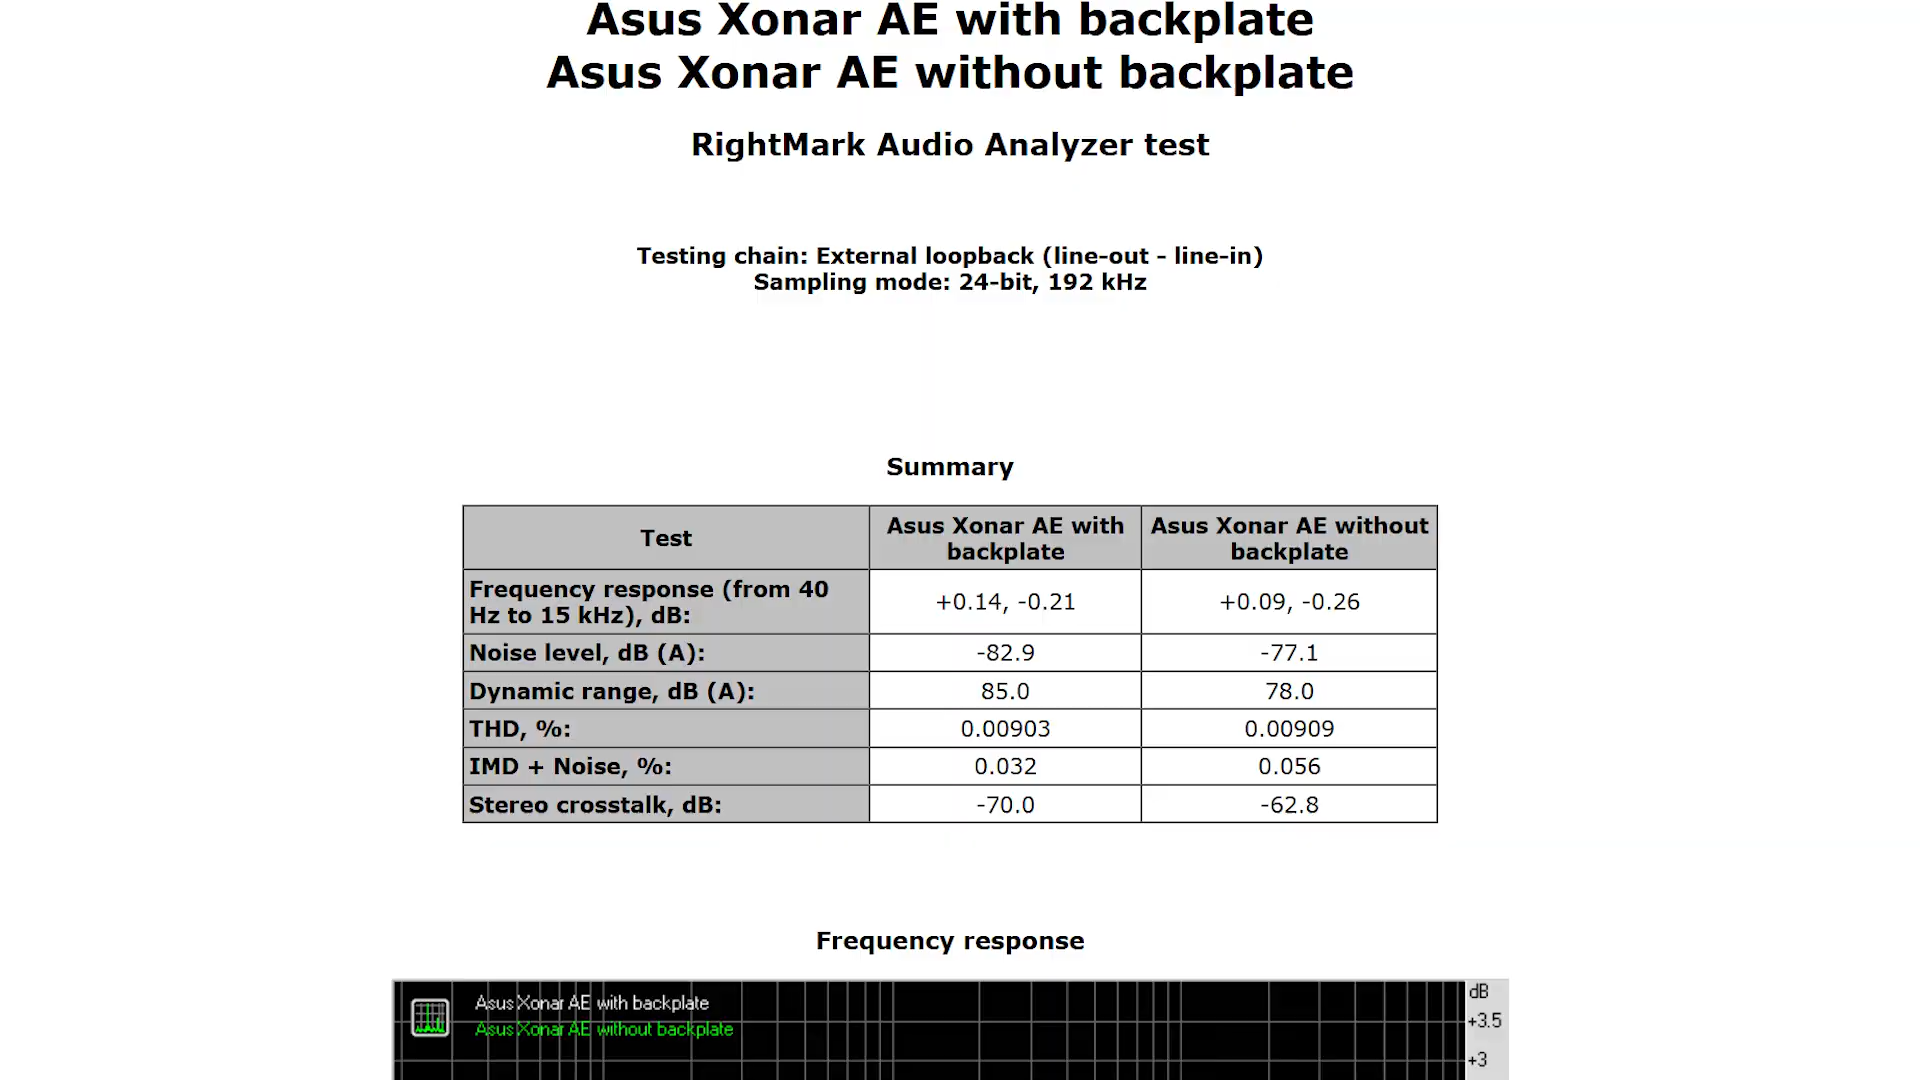 Asus Xonar AE with backplate
Asus Xonar AE without backplate
RightMark Audio Analyzer test
Testing chain: External loopback (line-out - line-in)
Sampling mode: 24-bit, 192 kHz
Summary
Test
Asus Xonar AE with
backplate
Asus Xonar AE without
backplate
Frequency response (from 40
Hz to 15 kHz), dB:
+0.14, -0.21
+0.09, -0.26
Noise level, dB (A):
-82.9
-77.1
Dynamic range, dB (A):
85.0
78.0
THD, %:
0.00903
0.00909
IMD + Noise, %:
0.032
0.056
Stereo crosstalk, dB:
-70.0
-62.8
Frequency response
Asus Xonar AE with backplate
Asus Xonar AE without backplate
dB
+3.5
+3